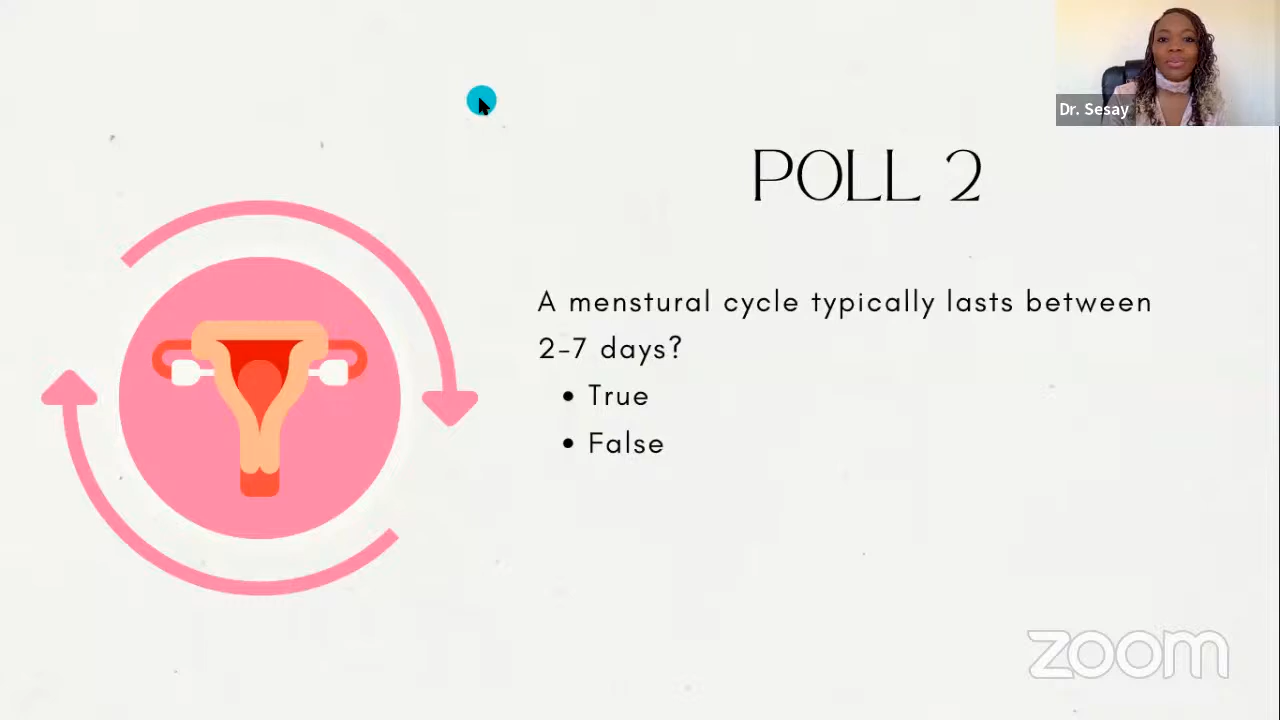 Dr. Sesay
POLL 2
A menstural cycle typically lasts between
2-7 days?
• True
• False
zoom